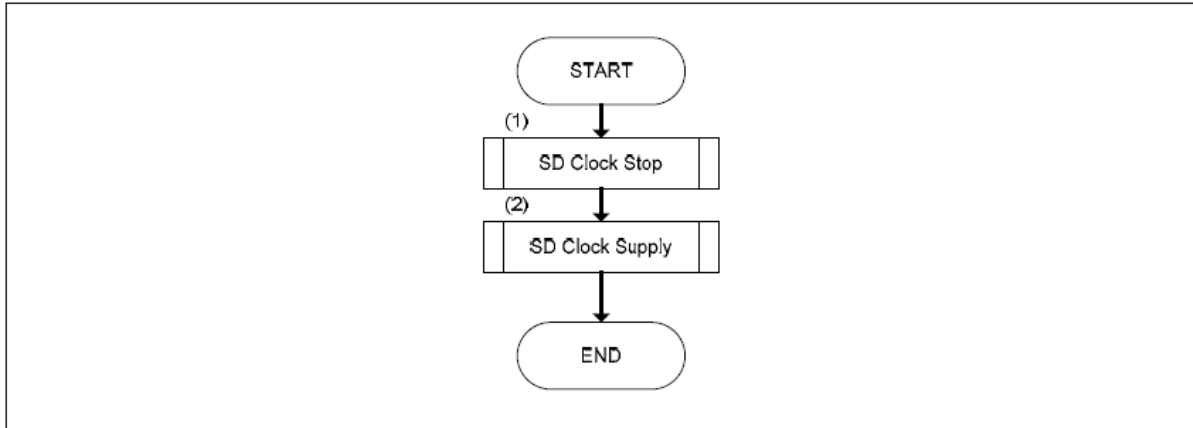 START
(1)
SD Clock Stop
(2)
SD Clock Supply
END